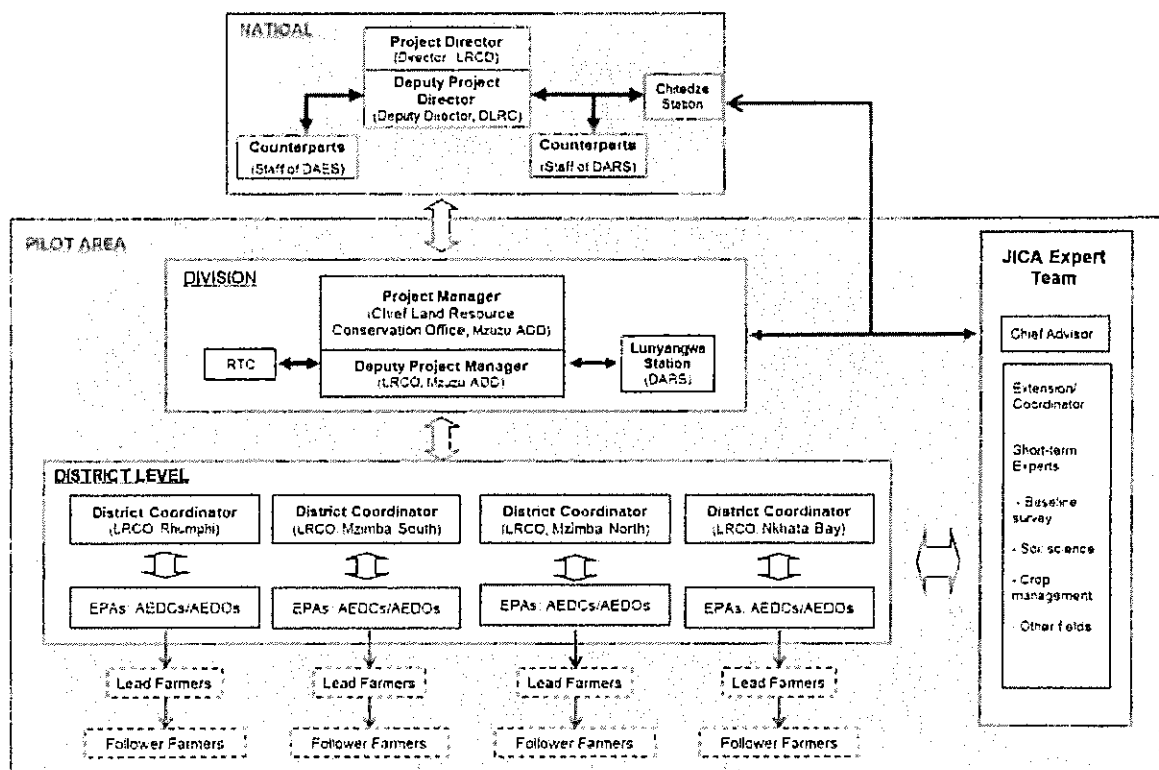 NATIOAL
Project Director
(Director LRCD)
Deputy Project
Director
(Deputy Director, DLRC)
Chitedze
Station
Counterparts
(Staff of DAES)
Counterparts
(Staff of DARS)
PILOT AREA
DIVISION
Project Manager
(Chief Land Resource
Conservation Office, Mzuzu ADD)
RTC
Deputy Project Manager
(LRCO, Mzuzu ADD)
Lunyangwa
Station
(DARS)
JICA Expert
Team
Chief Advisor
Extension/
Coordinator
Short-term
Experts
- Baseline
survey
- Soil science
- Crop
management
- Other fields
DISTRICT LEVEL
District Coordinator
(LRCO, Rhumphi)
District Coordinator
(LRCO, Mzimba South)
District Coordinator
(LRCO, Mzimba North)
District Coordinator
(LRCO, Nkhata Bay)
EPAs: AEDCs/AEDOs
EPAs: AEDCs/AEDOs
EPAs: AEDCs/AEDOs
EPAs: AEDCs/AEDOs
Lead Farmers
Lead Farmers
Lead Farmers
Lead Farmers
Follower Farmers
Follower Farmers
Follower Farmers
Follower Farmers